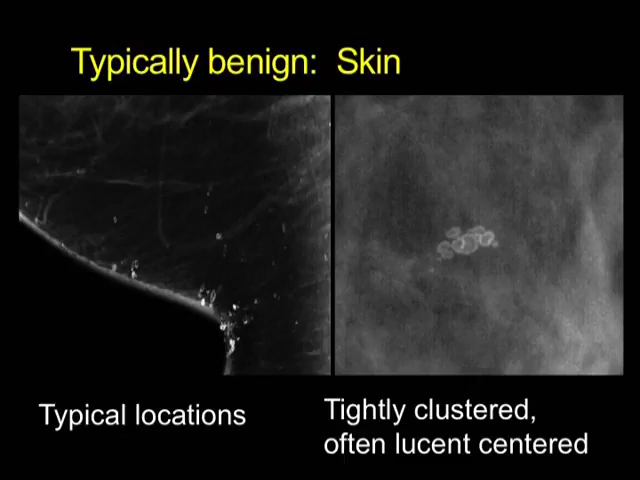 Typically benign:  Skin
Typical locations
Tightly clustered,
often lucent centered